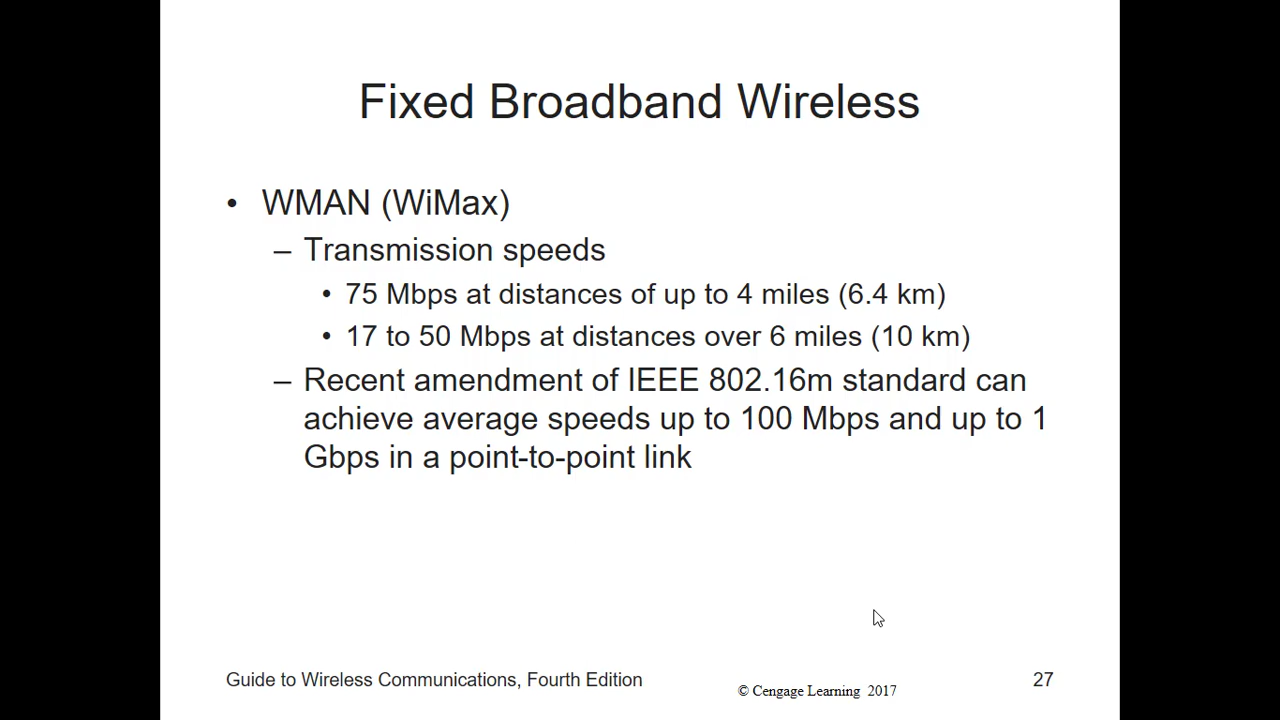 Fixed Broadband Wireless
• WMAN (WiMax)
– Transmission speeds
• 75 Mbps at distances of up to 4 miles (6.4 km)
• 17 to 50 Mbps at distances over 6 miles (10 km)
– Recent amendment of IEEE 802.16m standard can
achieve average speeds up to 100 Mbps and up to 1
Gbps in a point-to-point link
Guide to Wireless Communications, Fourth Edition
© Cengage Learning 2017
27